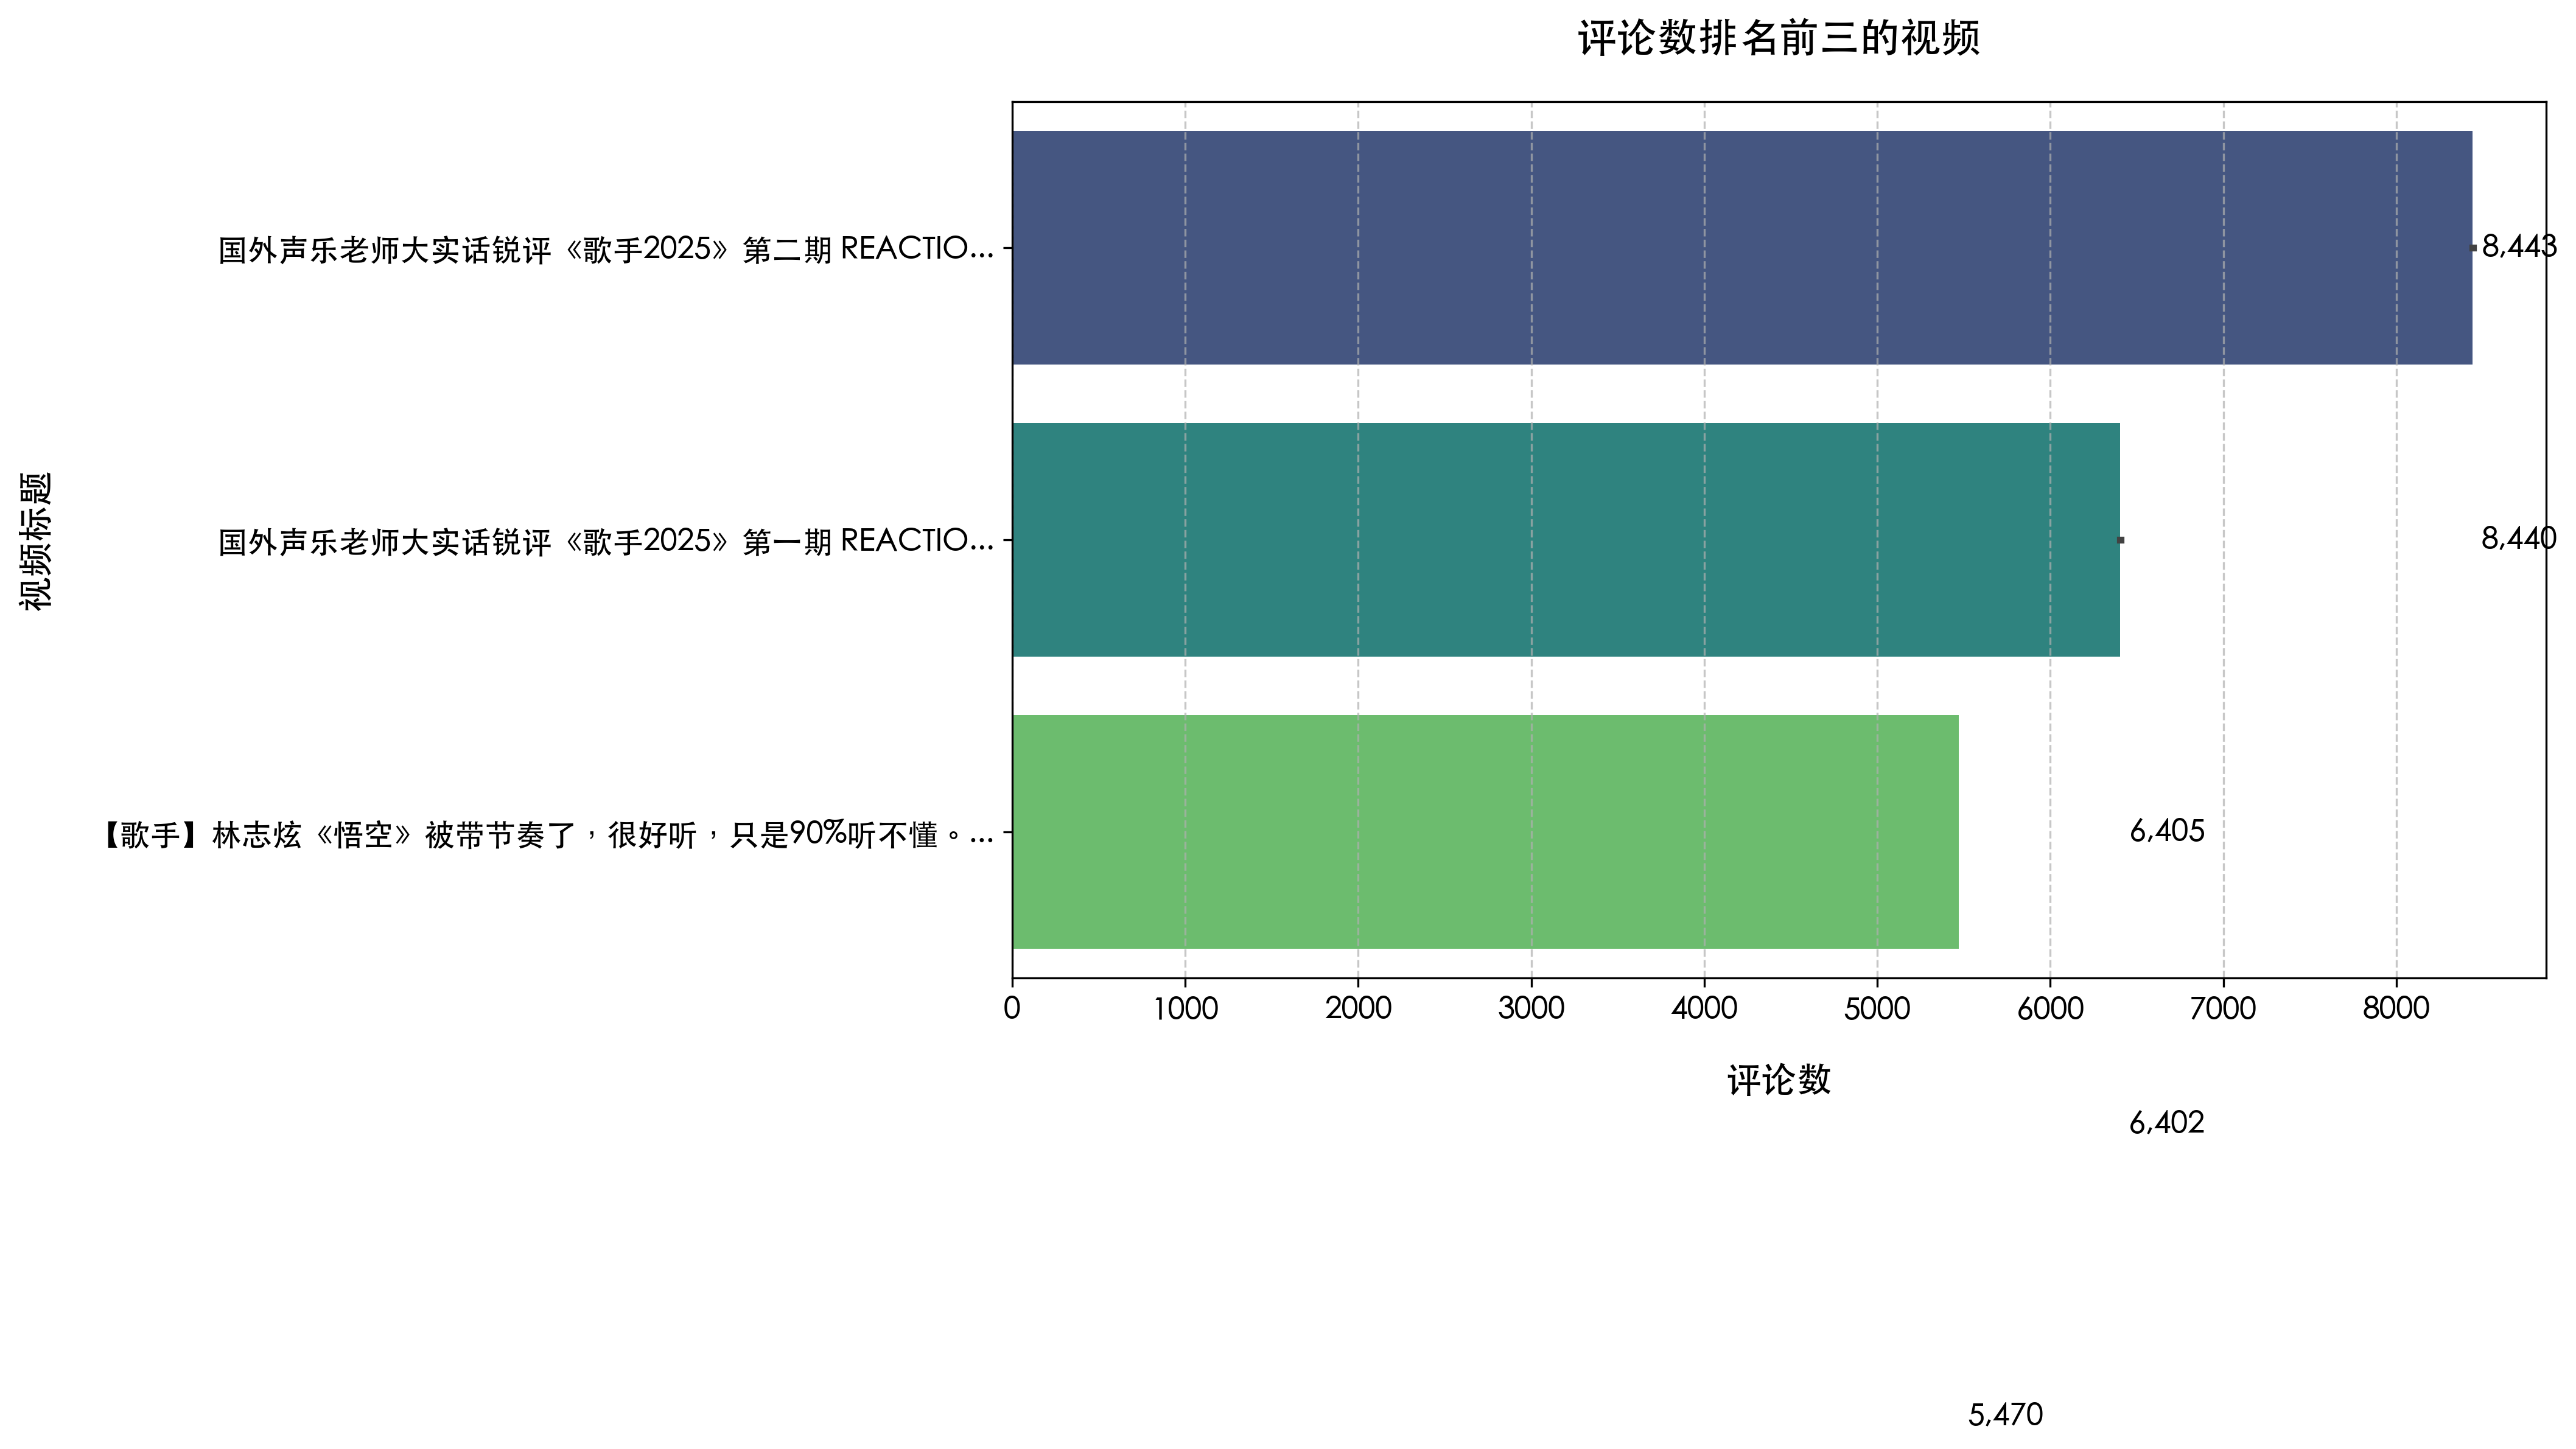 评论数排名前三的视频
视频标题
国外声乐老师大实话锐评《歌手2025》第二期 REACTIO...
8,443
国外声乐老师大实话锐评《歌手2025》第一期 REACTIO...
8,440
【歌手】林志炫《悟空》被带节奏了，很好听，只是90%听不懂。...
6,405
0 1000 2000 3000 4000 5000 6000 7000 8000
评论数
6,402
5,470